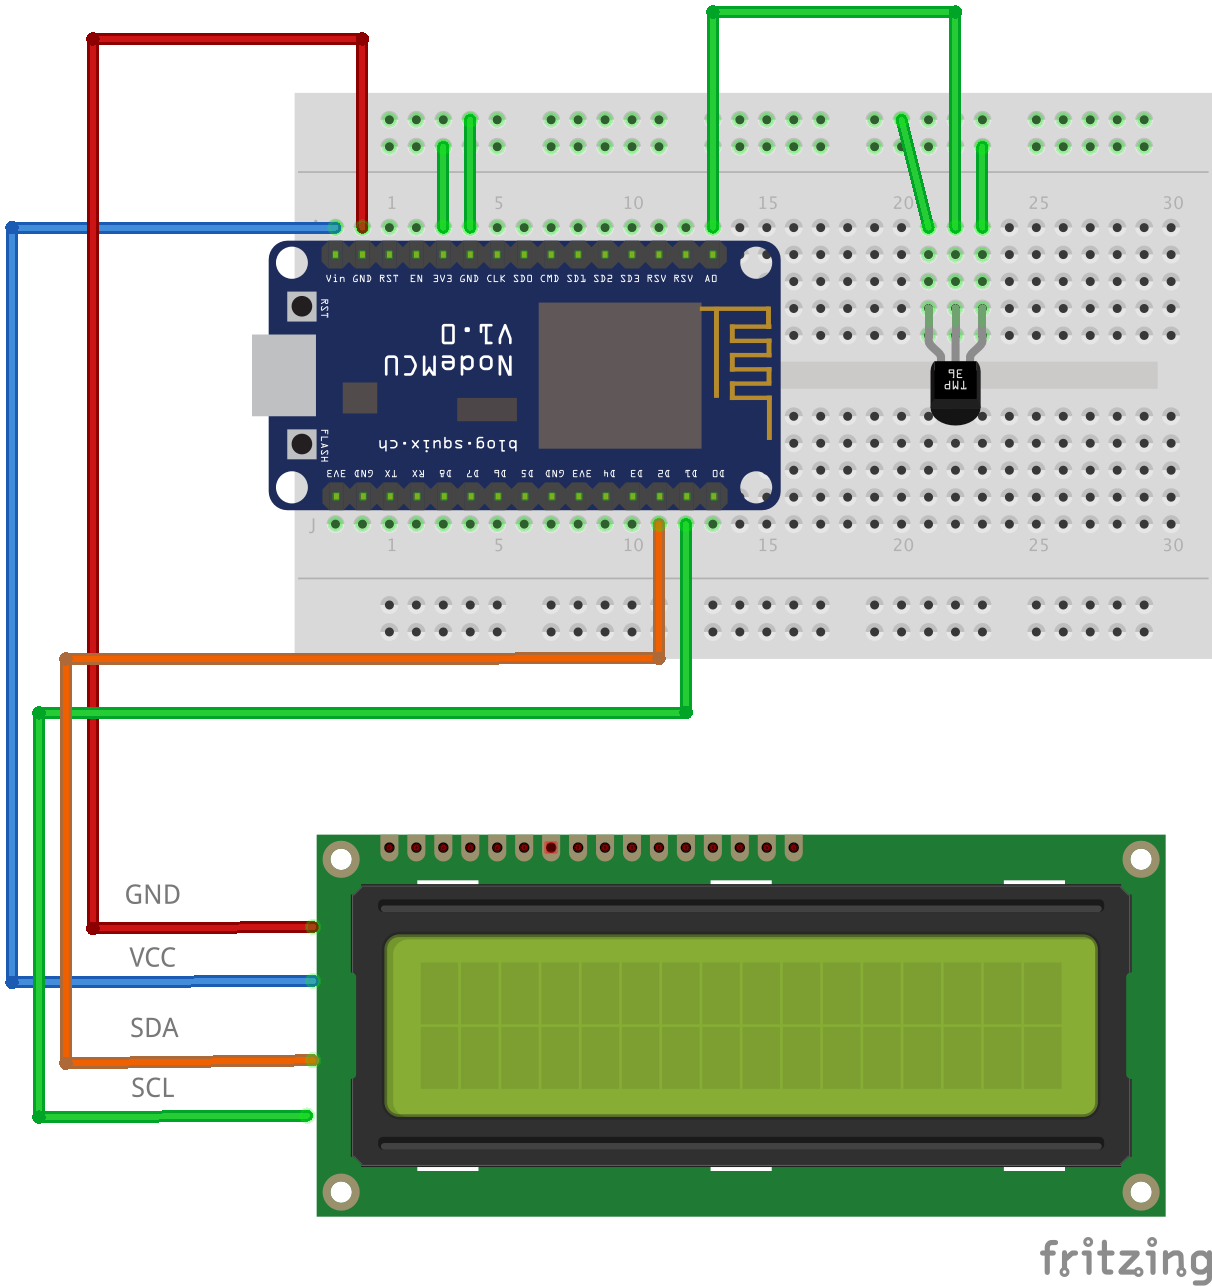 1 5 10 15 20 25 30
Vin GND RST EN 3V3 GND CLK SD0 CMD SD1 SD2 SD3 RSV RSV A0
RST
V1.0
NodeMCU
TMP
36
blog.squix.ch
FLASH
3V3 GND TX RX D8 D7 D6 D5 GND 3V3 D4 D3 D2 D1 D0
J
1 5 10 15 20 25 30
GND
VCC
SDA
SCL
fritzing